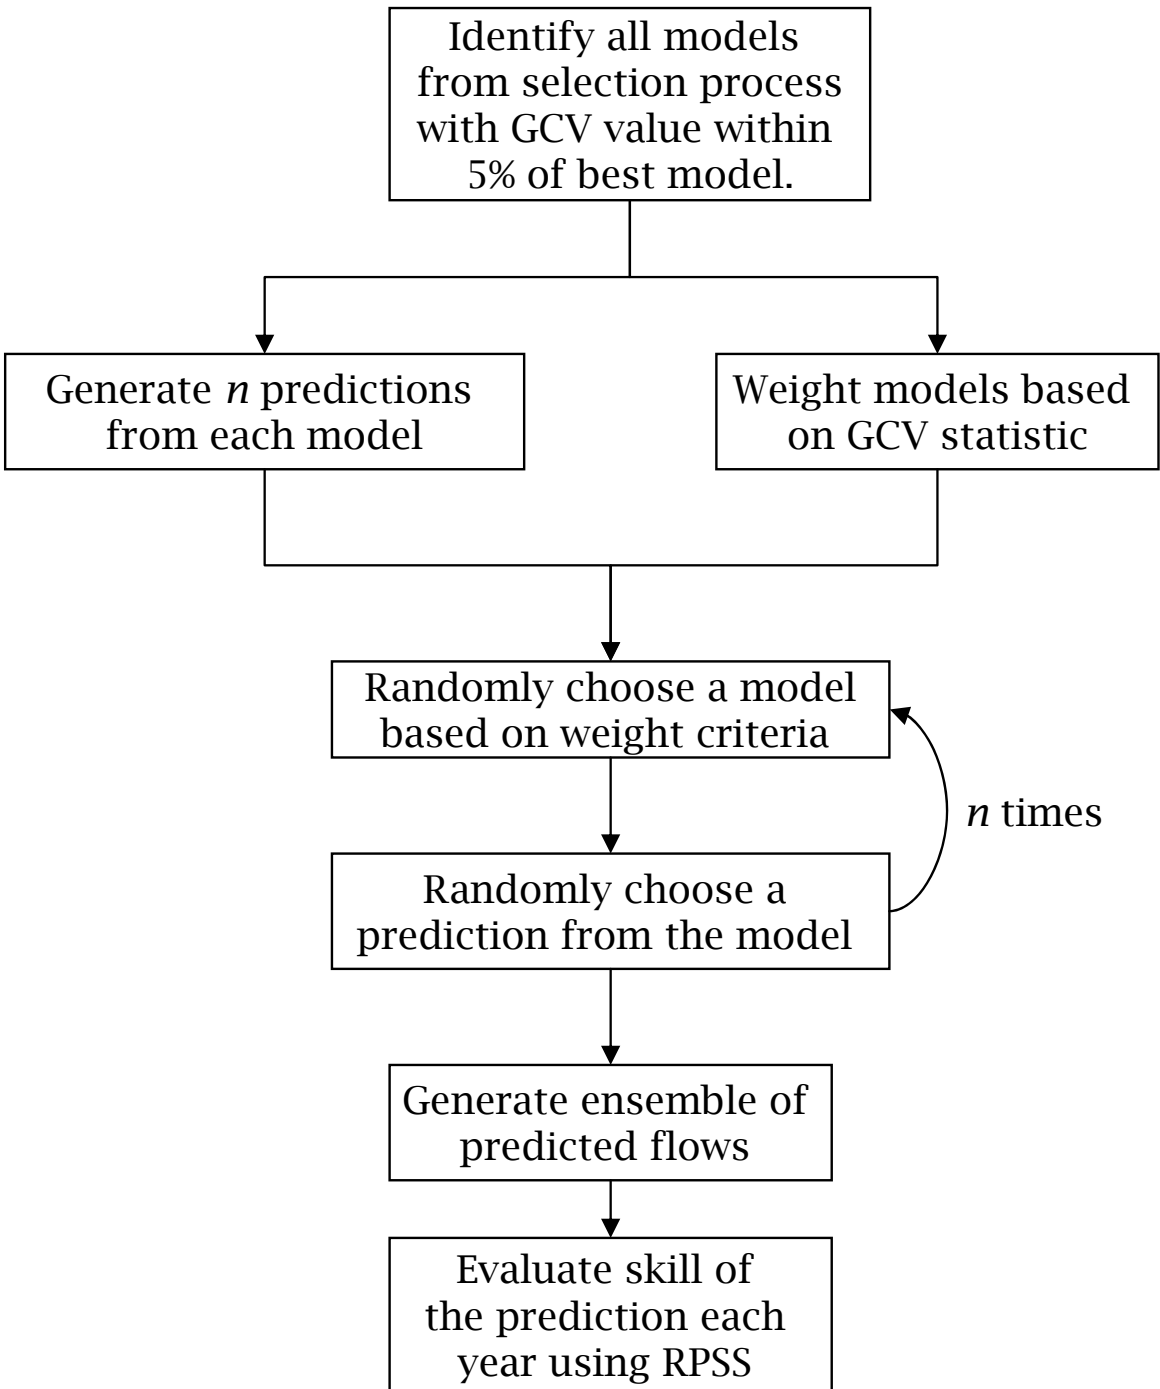 Identify all models
from selection process
with GCV value within
5% of best model.
Generate n predictions
from each model
Weight models based
on GCV statistic
Randomly choose a model
based on weight criteria
n times
Randomly choose a
prediction from the model
Generate ensemble of
predicted flows
Evaluate skill of
the prediction each
year using RPSS